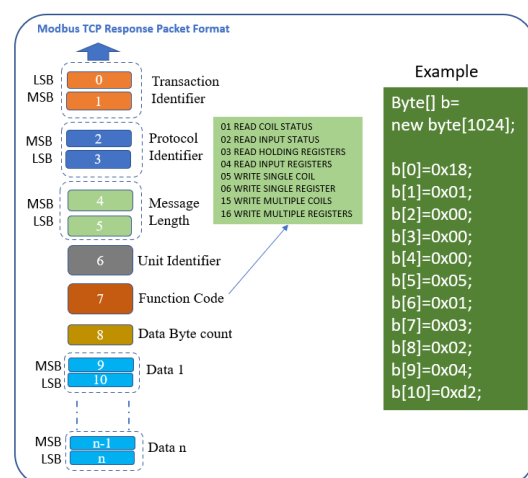 Modbus TCP Response Packet Format
LSB 0
MSB 1
Transaction
Identifier
MSB 2
LSB 3
Protocol
Identifier
MSB 4
LSB 5
Message
Length
6 Unit Identifier
7 Function Code
8 Data Byte count
MSB 9
LSB 10
Data 1
MSB n-1
LSB n
Data n
01 READ COIL STATUS
02 READ INPUT STATUS
03 READ HOLDING REGISTERS
04 READ INPUT REGISTERS
05 WRITE SINGLE COIL
06 WRITE SINGLE REGISTER
15 WRITE MULTIPLE COILS
16 WRITE MULTIPLE REGISTERS
Example
Byte[] b=
new byte[1024];
b[0]=0x18;
b[1]=0x01;
b[2]=0x00;
b[3]=0x00;
b[4]=0x00;
b[5]=0x05;
b[6]=0x01;
b[7]=0x03;
b[8]=0x02;
b[9]=0x04;
b[10]=0xd2;